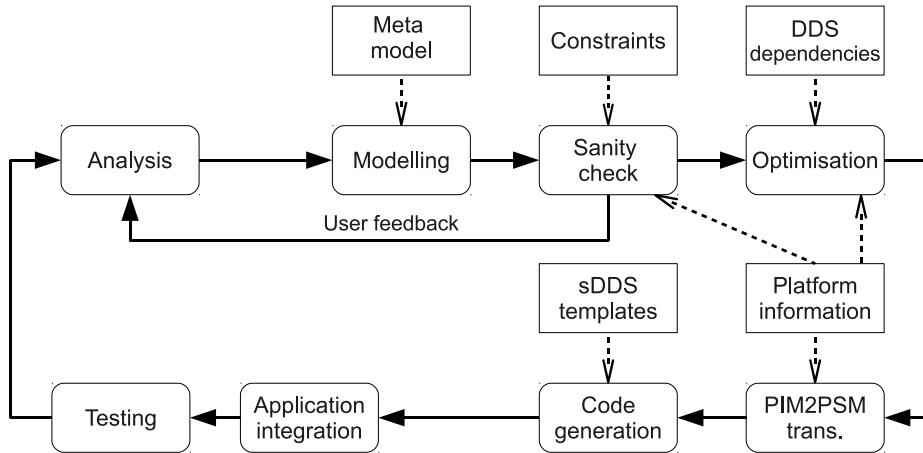 Meta
model
Constraints
DDS
dependencies
Analysis
Modelling
Sanity
check
Optimisation
User feedback
sDDS
templates
Platform
information
Testing
Application
integration
Code
generation
PIM2PSM
trans.